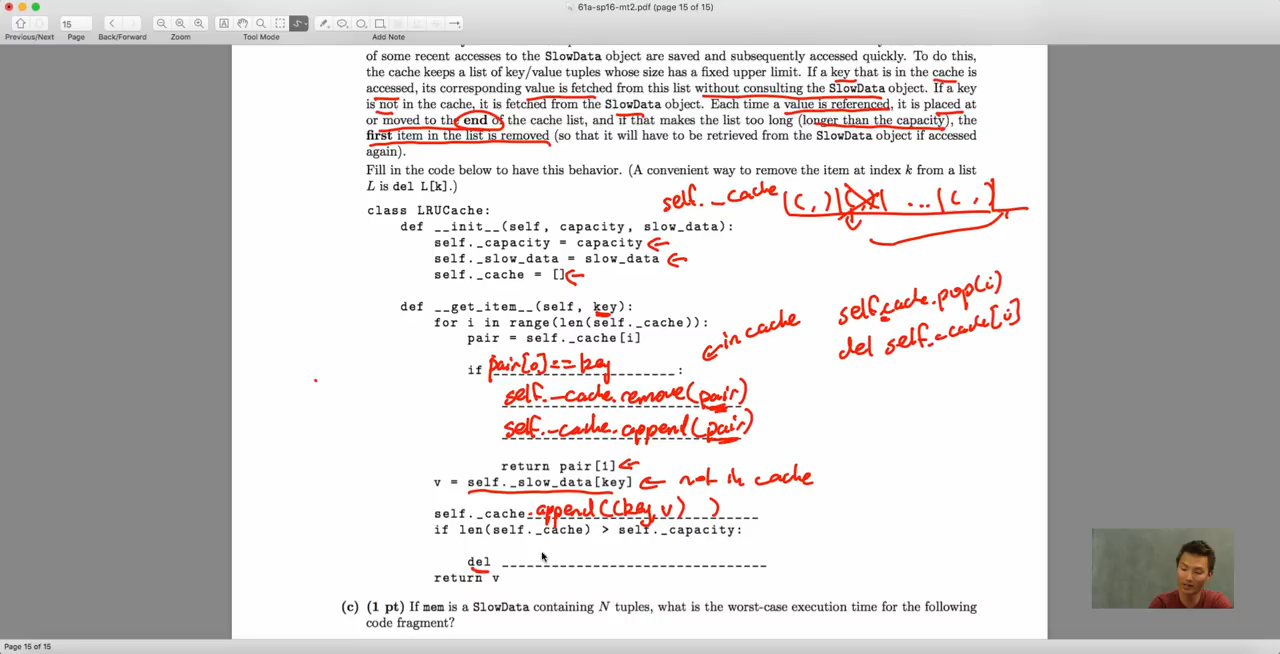 61a-sp16-mt2.pdf (page 15 of 15)
15
Previous/Next Page Back/Forward Zoom Tool Mode Add Note
of some recent accesses to the SlowData object are saved and subsequently accessed quickly. To do this,
the cache keeps a list of key/value tuples whose size has a fixed upper limit. If a key that is in the cache is
accessed, its corresponding value is fetched from this list without consulting the SlowData object. If a key
is not in the cache, it is fetched from the SlowData object. Each time a value is referenced, it is placed at
or moved to the end of the cache list, and if that makes the list too long (longer than the capacity), the
first item in the list is removed (so that it will have to be retrieved from the SlowData object if accessed
again).
Fill in the code below to have this behavior. (A convenient way to remove the item at index k from a list
L is del L[k].)
self._cache
class LRUCache:
def __init__(self, capacity, slow_data):
self._capacity = capacity
self._slow_data = slow_data
self._cache = []
def __get_item__(self, key):
for i in range(len(self._cache)):
pair = self._cache[i]
in cache
self._cache.pop(i)
del self._cache[i]
if pair[0]==key:
self._cache.remove(pair)
self._cache.append(pair)
return pair[1]
v = self._slow_data[key] not in cache
self._cache.append((key,v) )
if len(self._cache) > self._capacity:
del
return v
(c) (1 pt) If mem is a SlowData containing N tuples, what is the worst-case execution time for the following
code fragment?
Page 15 of 15